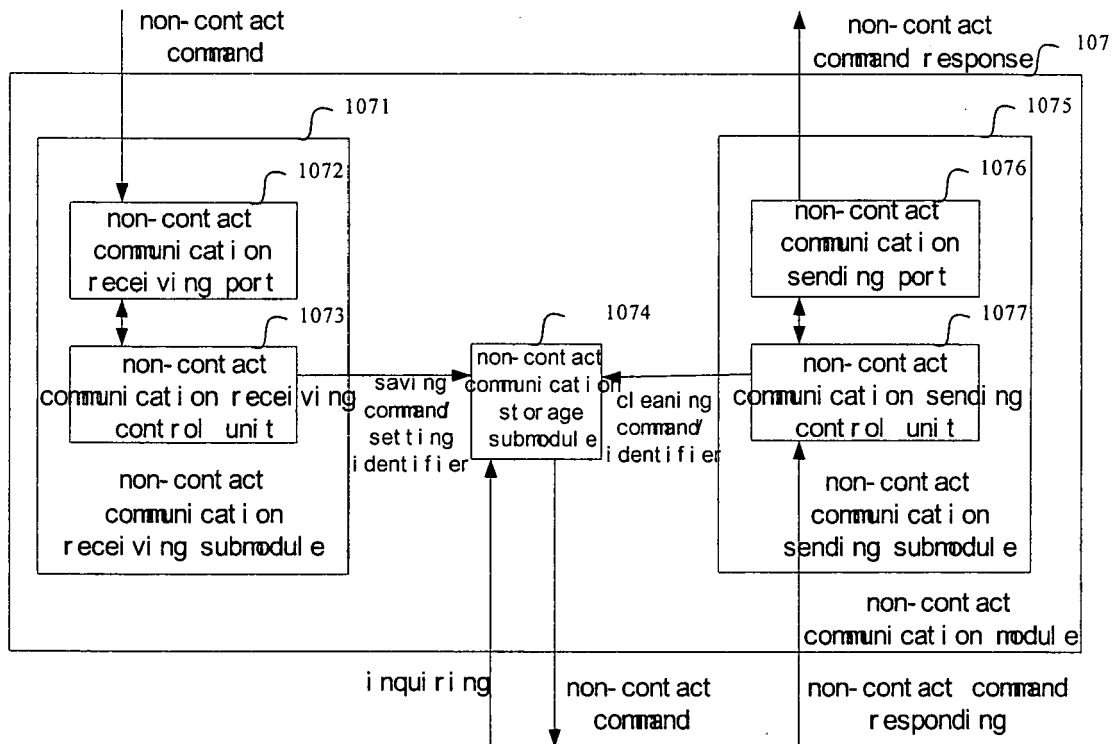 non-contact
command
non-contact
command response
107
1071
1075
1072
non-contact
communication
receiving port
1076
non-contact
communication
sending port
1073
non-contact
communication receiving
control unit
1074
non-contact
communication
storage
submodule
1077
non-contact
communication sending
control unit
saving
command/
setting
identifier
cleaning
command/
identifier
non-contact
communication
receiving submodule
non-contact
communication
sending submodule
non-contact
communication module
inquiring
non-contact
command
non-contact command
responding